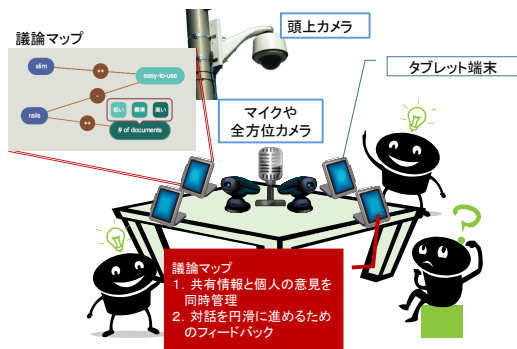 議論マップ
slim
++
easy-to-use
-
低い 標準 高い
rails
++
# of documents
頭上カメラ
タブレット端末
マイクや
全方位カメラ
議論マップ
1. 共有情報と個人の意見を
同時管理
2. 対話を円滑に進めるため
のフィードバック